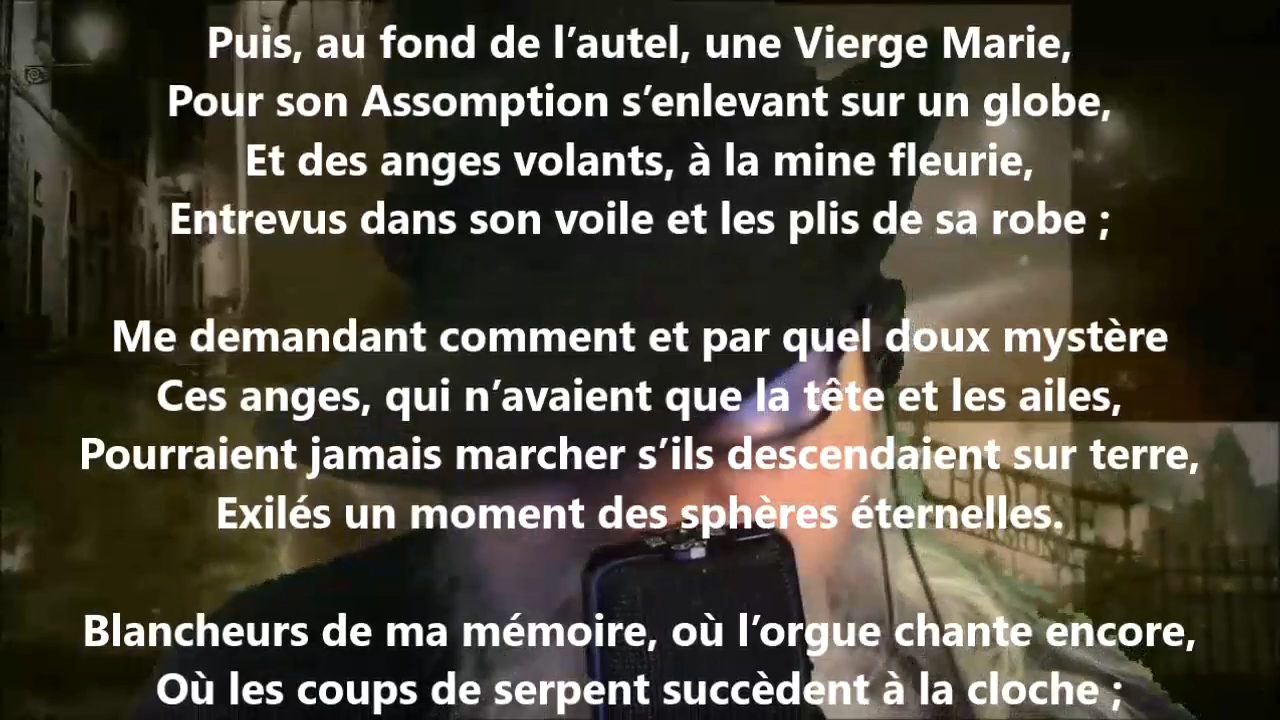 Puis, au fond de l’autel, une Vierge Marie,
Pour son Assomption s’enlevant sur un globe,
Et des anges volants, à la mine fleurie,
Entrevus dans son voile et les plis de sa robe ;
Me demandant comment et par quel doux mystère
Ces anges, qui n’avaient que la tête et les ailes,
Pourraient jamais marcher s’ils descendaient sur terre,
Exilés un moment des sphères éternelles.
Blancheurs de ma mémoire, où l’orgue chante encore,
Où les coups de serpent succèdent à la cloche ;